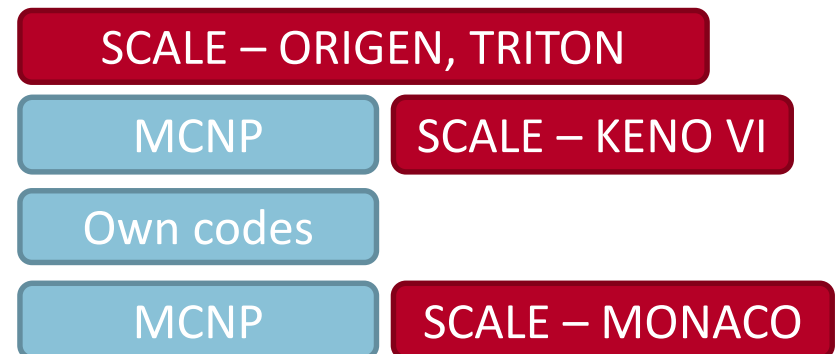 SCALE – ORIGEN, TRITON
MCNP SCALE – KENO VI
Own codes
MCNP SCALE – MONACO